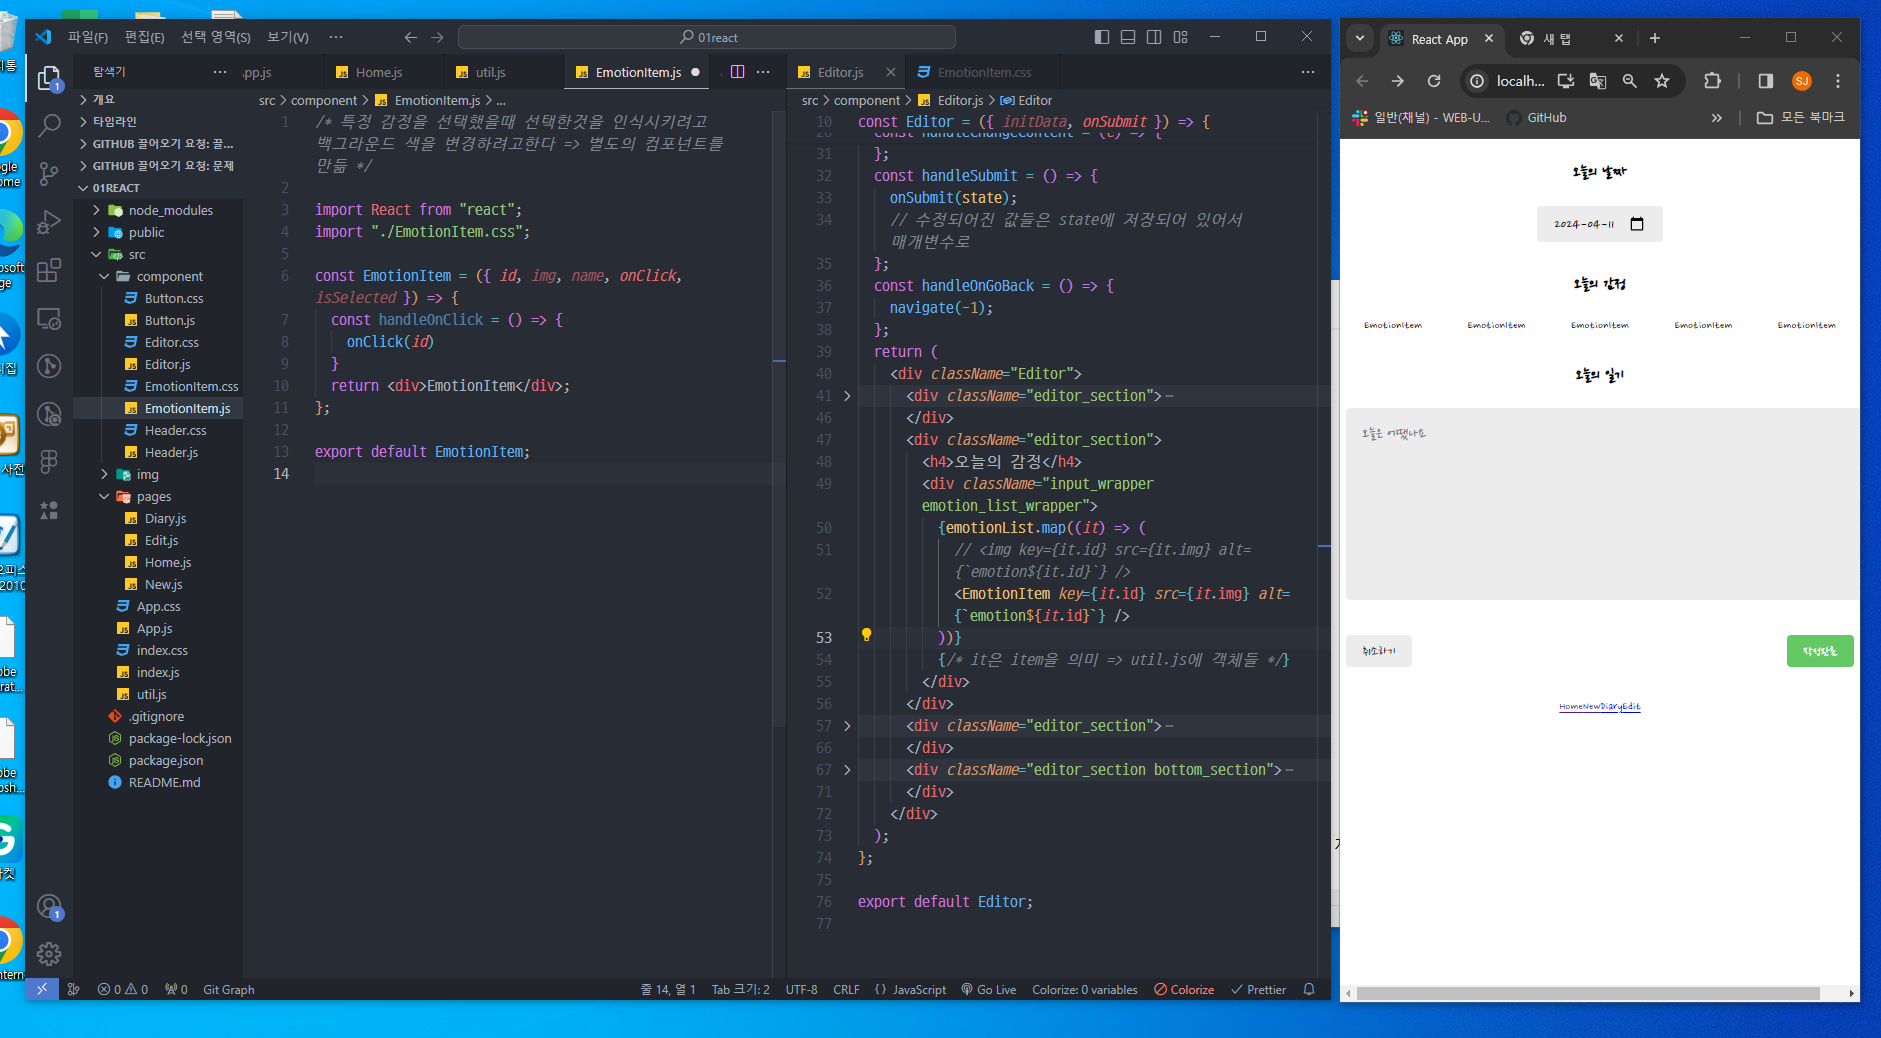 파일(F) 편집(E) 선택 영역(S) 보기(V) ··· 01react
탐색기 ···
개요
타임라인
GITHUB 끌어오기 요청: 끌...
GITHUB 끌어오기 요청: 문제
01REACT
node_modules
public
src
component
Button.css
Button.js
Editor.css
Editor.js
EmotionItem.css
EmotionItem.js
Header.css
Header.js
img
pages
Diary.js
Edit.js
Home.js
New.js
App.css
App.js
index.css
index.js
util.js
.gitignore
package-lock.json
package.json
README.md
pp.js Home.js util.js EmotionItem.js
src > component > EmotionItem.js > ...
1 /* 특정 감정을 선택했을때 선택한것을 인식시키려고
백그라운드 색을 변경하려고한다 => 별도의 컴포넌트를
만듦 */
2
3 import React from "react";
4 import "./EmotionItem.css";
5
6 const EmotionItem = ({ id, img, name, onClick,
isSelected }) => {
7 const handleOnClick = () => {
8 onClick(id)
9 }
10 return <div>EmotionItem</div>;
11 };
12
13 export default EmotionItem;
14
Editor.js EmotionItem.css
src > component > Editor.js > Editor
10 const Editor = ({ initData, onSubmit }) => {
31 };
32 const handleSubmit = () => {
33 onSubmit(state);
34 // 수정되어진 값들은 state에 저장되어 있어서
매개변수로
35 };
36 const handleOnGoBack = () => {
37 navigate(-1);
38 };
39 return (
40 <div className="Editor">
41 <div className="editor_section">···
46 </div>
47 <div className="editor_section">
48 <h4>오늘의 감정</h4>
49 <div className="input_wrapper
emotion_list_wrapper">
50 {emotionList.map((it) => (
51 // <img key={it.id} src={it.img} alt=
{`emotion${it.id}`} />
52 <EmotionItem key={it.id} src={it.img} alt=
{`emotion${it.id}`} />
53 ))}
54 {/* it은 item을 의미 => util.js에 객체들 */}
55 </div>
56 </div>
57 <div className="editor_section">···
66 </div>
67 <div className="editor_section bottom_section">···
71 </div>
72 </div>
73 );
74 };
75
76 export default Editor;
77
0 0 0 Git Graph 줄 14, 열 1 Tab 크기: 2 UTF-8 CRLF {} JavaScript Go Live Colorize: 0 variables Colorize Prettier
React App 새 탭
localh... SJ
일반(채널) - WEB-U... GitHub » 모든 북마크
오늘의 날짜
2024-04-11
오늘의 감정
EmotionItem EmotionItem EmotionItem EmotionItem EmotionItem
오늘의 일기
오늘은 어땠나요
취소하기 작성완료
HomeNewDiaryEdit